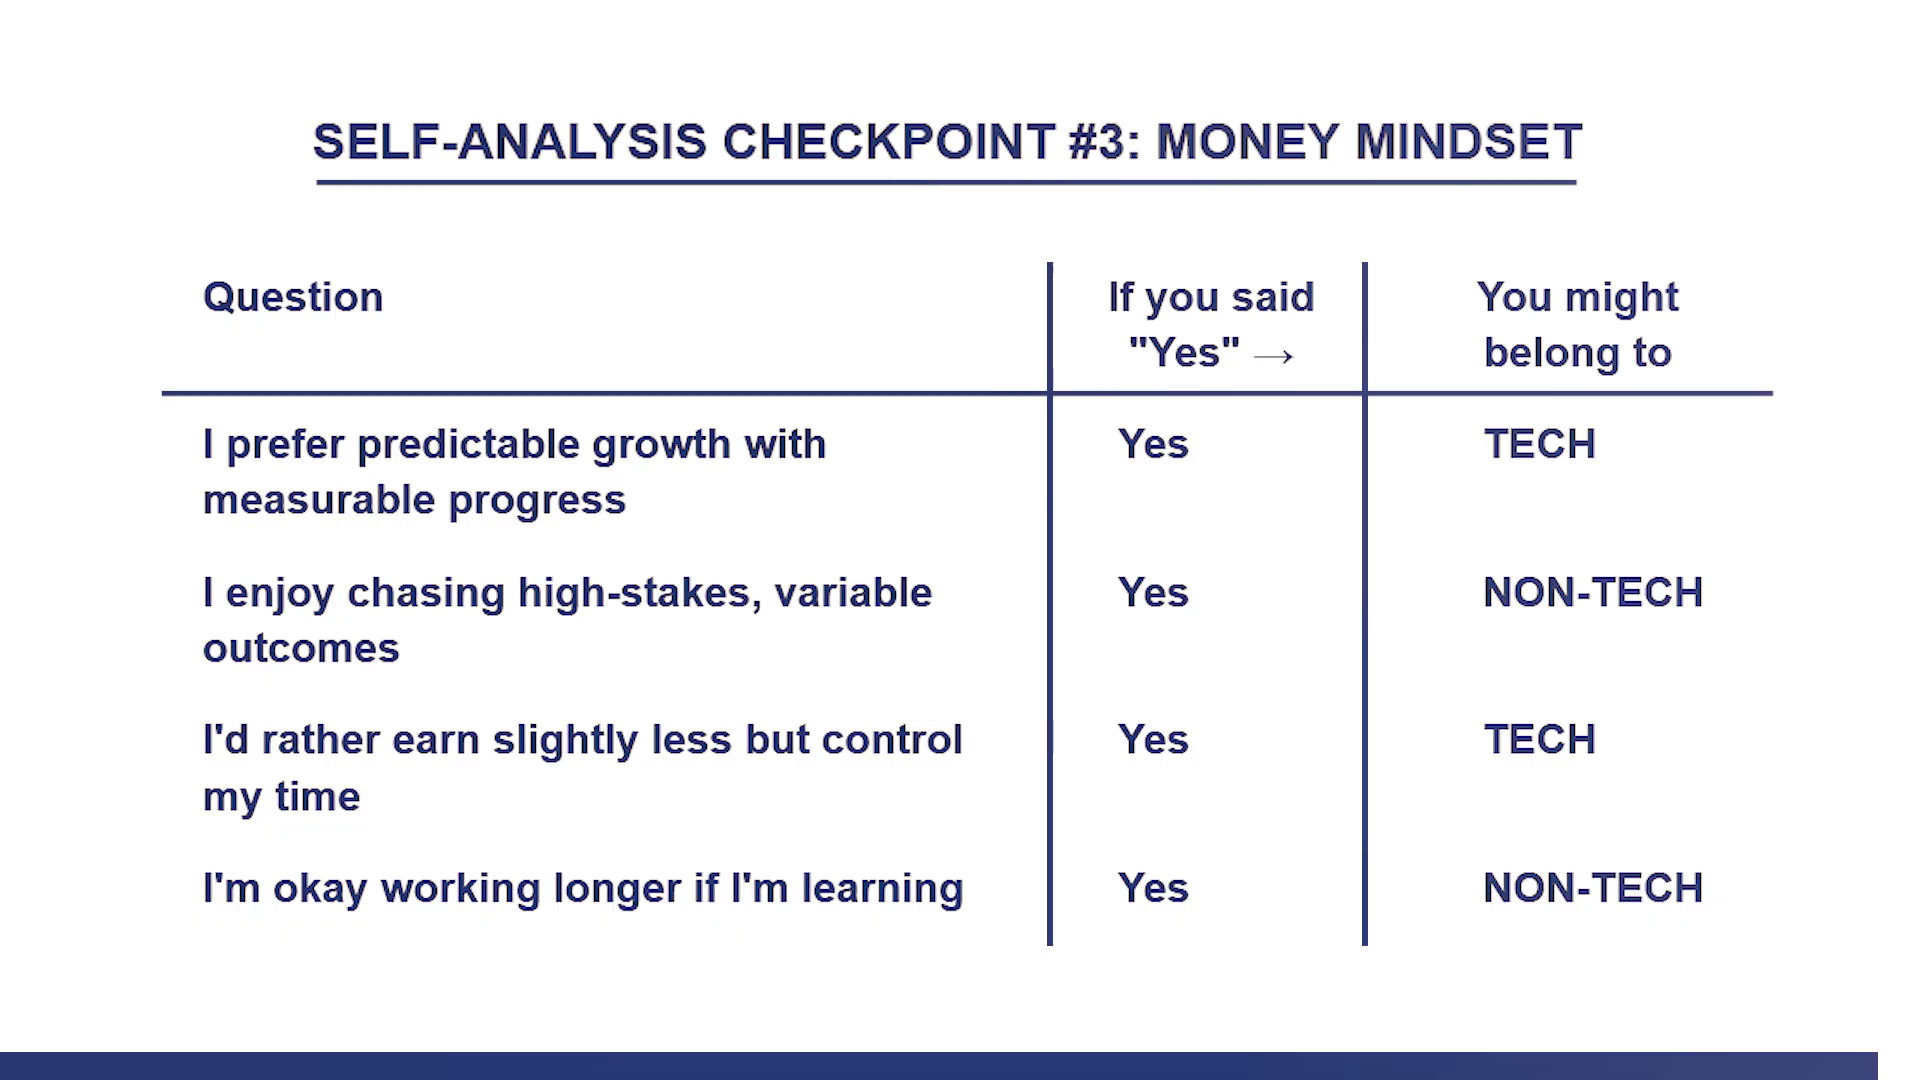 SELF-ANALYSIS CHECKPOINT #3: MONEY MINDSET
Question
If you said
"Yes" →
You might
belong to
I prefer predictable growth with
measurable progress
Yes
TECH
I enjoy chasing high-stakes, variable
outcomes
Yes
NON-TECH
I'd rather earn slightly less but control
my time
Yes
TECH
I'm okay working longer if I'm learning
Yes
NON-TECH